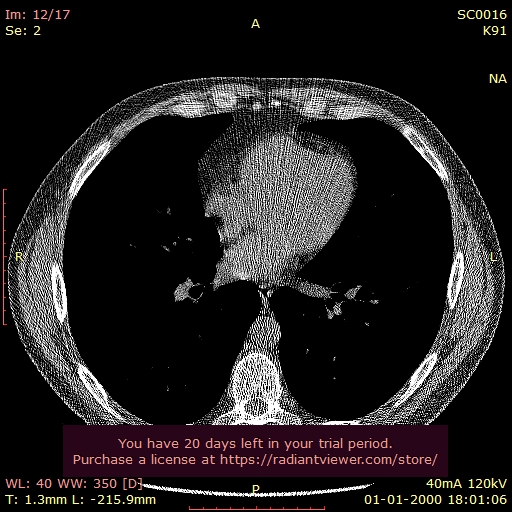 Im: 12/17
Se: 2
A
SC0016
K91
NA
R
L
You have 20 days left in your trial period.
Purchase a license at https://radiantviewer.com/store/
WL: 40 WW: 350 [D]
T: 1.3mm L: -215.9mm
P
40mA 120kV
01-01-2000 18:01:06